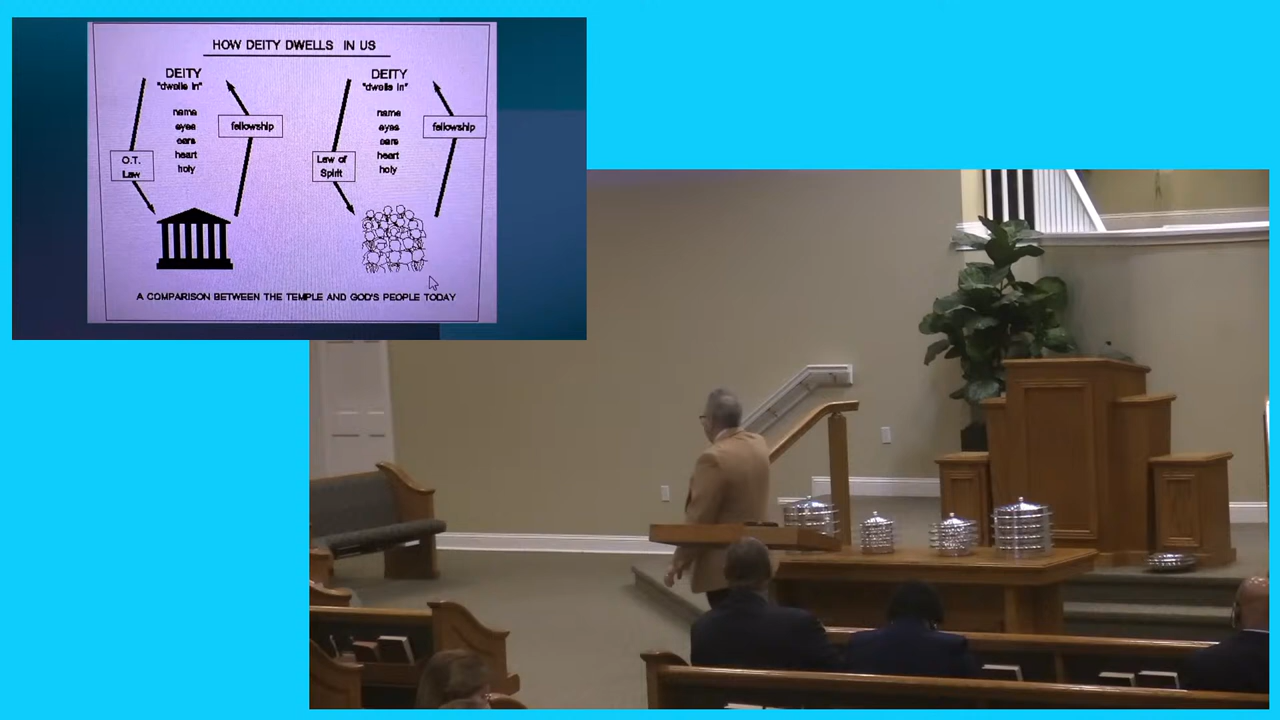 HOW DEITY DWELLS IN US
DEITY
"dwells in"
name
eyes
ears
heart
holy
O.T.
Law
fellowship
DEITY
"dwells in"
name
eyes
ears
heart
holy
Law of
Spirit
fellowship
A COMPARISON BETWEEN THE TEMPLE AND GOD'S PEOPLE TODAY